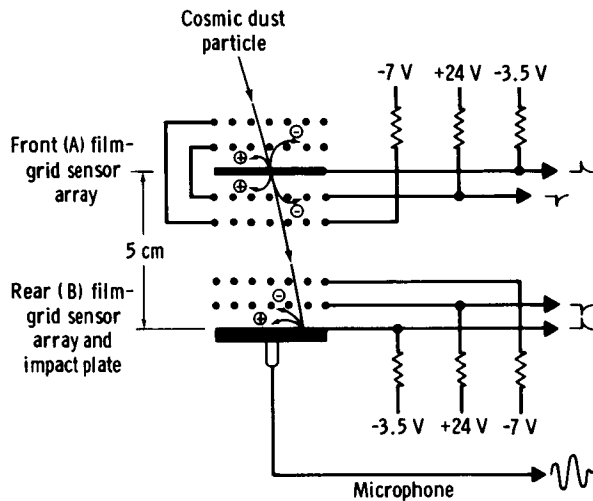 Cosmic dust
particle
-7 V +24 V -3.5 V
Front (A) film-
grid sensor
array
5 cm
Rear (B) film-
grid sensor
array and
impact plate
-3.5 V +24 V -7 V
Microphone